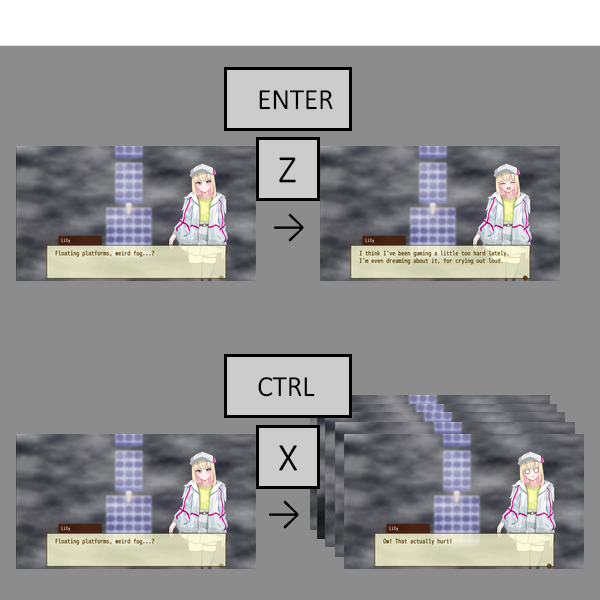 ENTER
Z
Lily
Floating platforms, weird fog...?
Lily
I think I've been gaming a little too hard lately.
I'm even dreaming about it, for crying out loud.
CTRL
X
Lily
Floating platforms, weird fog...?
Lily
Ow! That actually hurt!